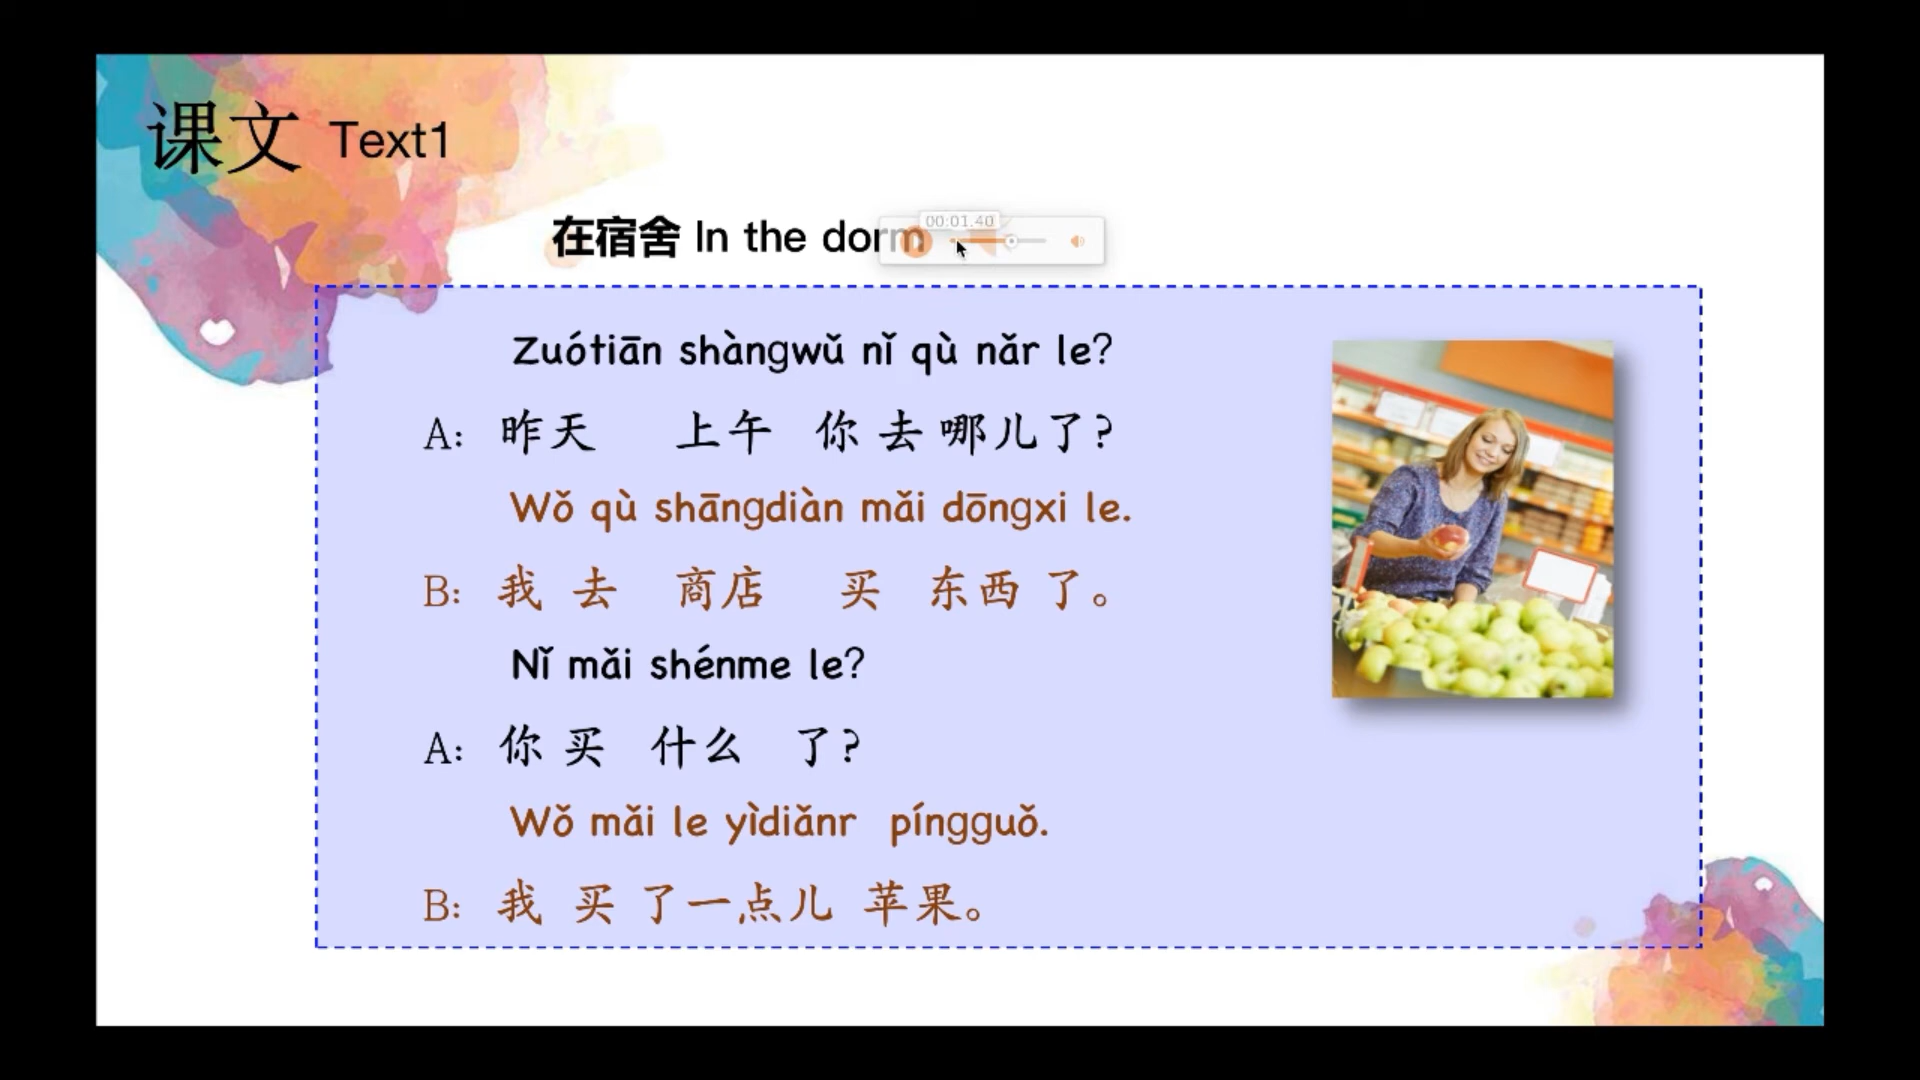 课文 Text1
在宿舍 In the dorm
00:01.40
Zuótiān shàngwǔ nǐ qù nǎr le?
A: 昨天 上午 你去哪儿了?
Wǒ qù shāngdiàn mǎi dōngxi le.
B: 我去 商店 买 东西了。
Nǐ mǎi shénme le?
A: 你买 什么 了?
Wǒ mǎi le yìdiǎnr píngguǒ.
B: 我 买 了一点儿 苹果。